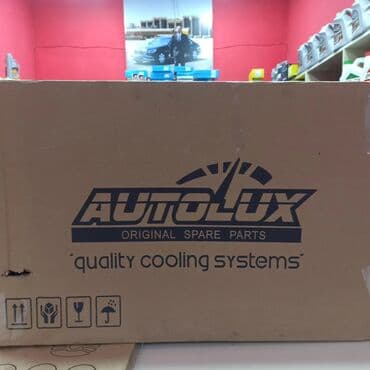 AUTOLUX
ORIGINAL SPARE PARTS
"quality cooling systems"